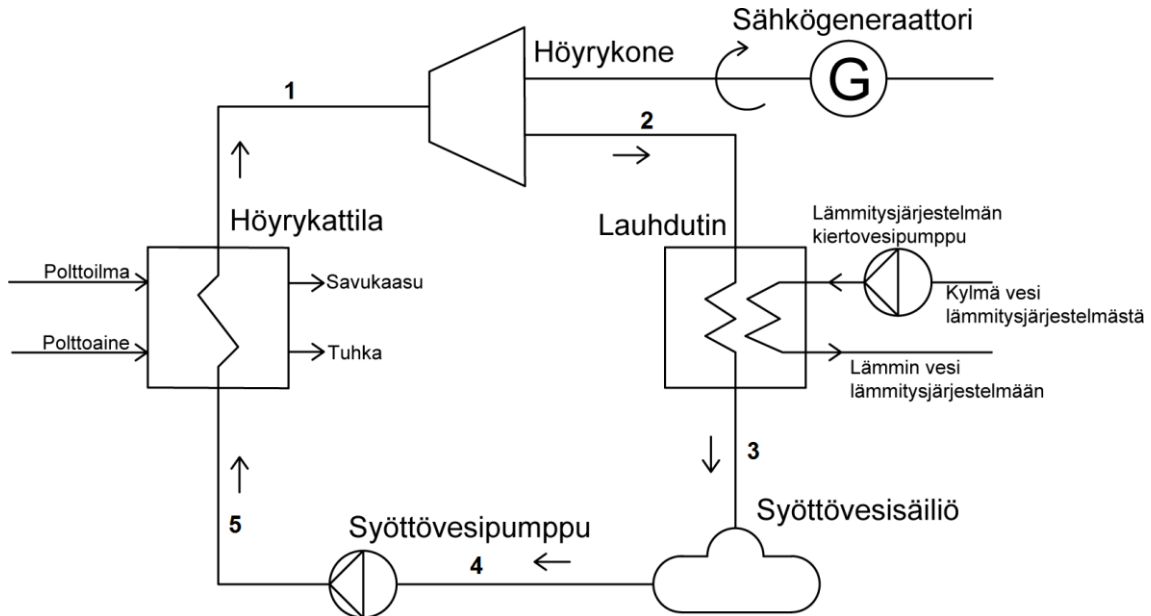 Sähkögeneraattori
Höyrykone
G
1
2
Höyrykattila
Lauhdutin
Lämmitysjärjestelmän
kiertovesipumppu
Polttoilma
Savukaasu
Kylmä vesi
lämmitysjärjestelmästä
Polttoaine
Tuhka
Lämmin vesi
lämmitysjärjestelmään
3
Syöttövesisäiliö
5
Syöttövesipumppu
4